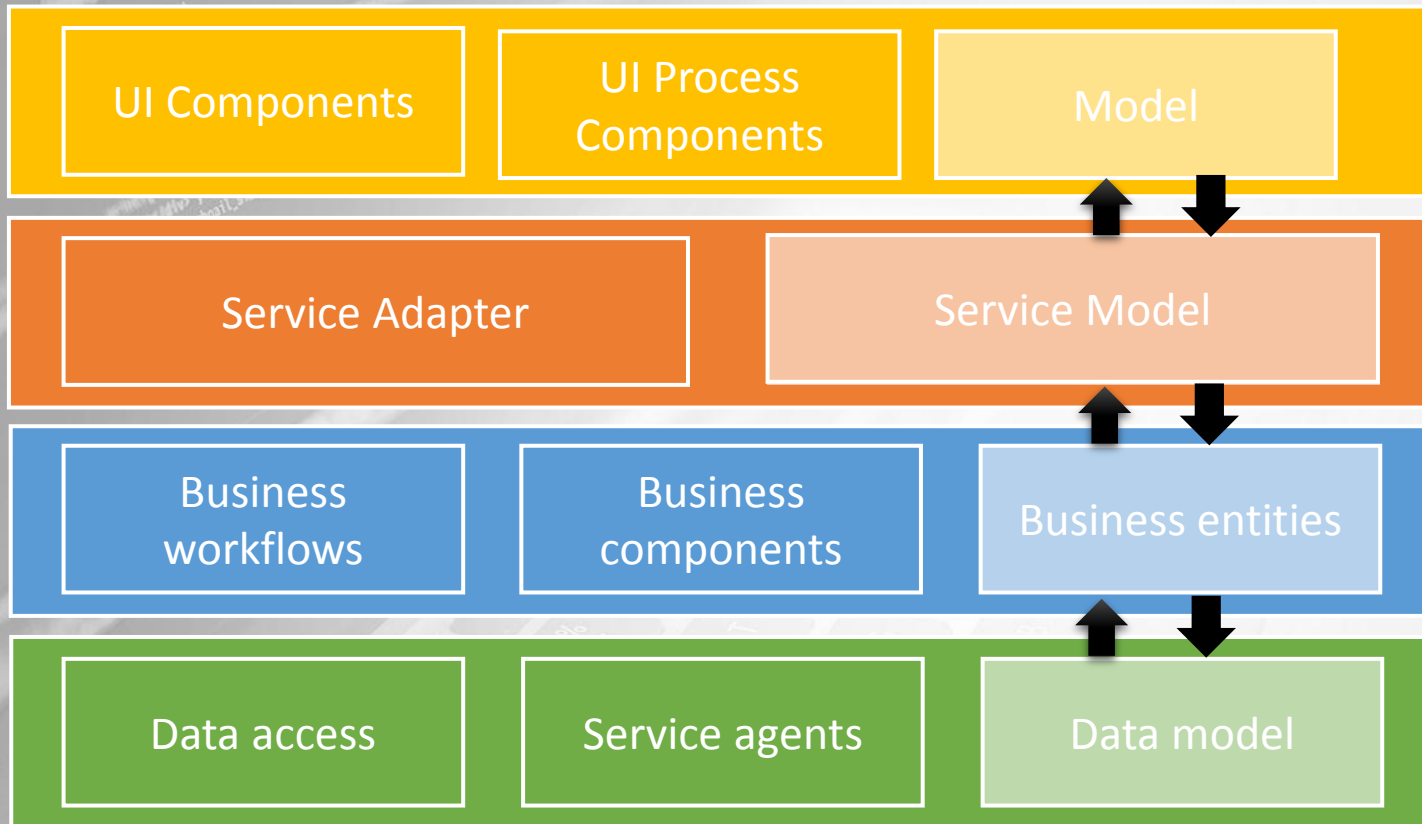 UI Components
UI Process
Components
Model
Service Adapter
Service Model
Business
workflows
Business
components
Business entities
Data access
Service agents
Data model